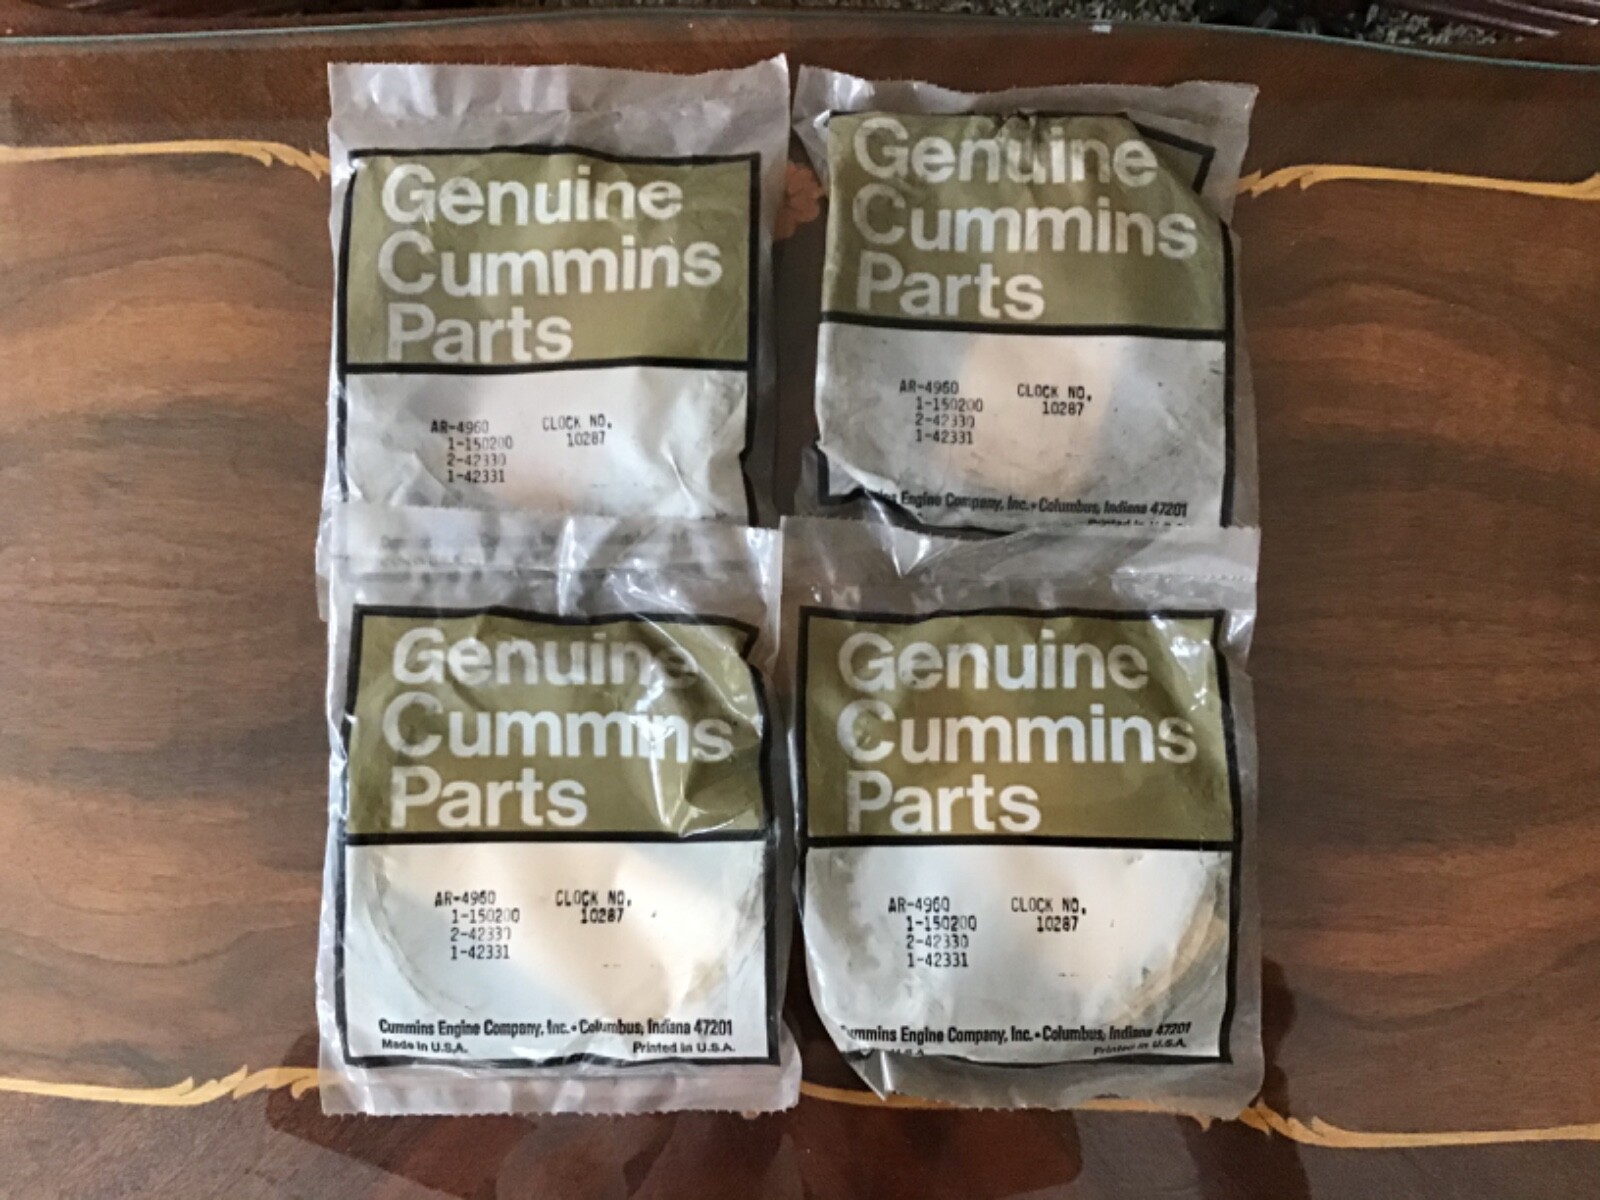 Genuine
Cummins
Parts
AR-4960 CLOCK NO.
1-150200 10287
2-42330
1-42331
Genuine
Cummins
Parts
AR-4960 CLOCK NO.
1-150200 10287
2-42330
1-42331
Engine Company, Inc. • Columbus, Indiana 47201
Printed in U.S.A.
Genuine
Cummins
Parts
AR-4960 CLOCK NO.
1-150200 10287
2-42330
1-42331
Cummins Engine Company, Inc. • Columbus, Indiana 47201
Made in U.S.A. Printed in U.S.A.
Genuine
Cummins
Parts
AR-4960 CLOCK NO.
1-150200 10287
2-42330
1-42331
Cummins Engine Company, Inc. • Columbus, Indiana 47201
U.S.A. Printed in U.S.A.